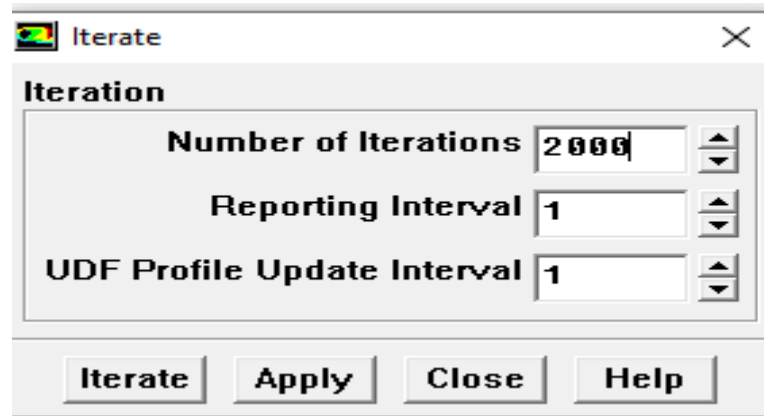 Iterate
Iteration
Number of Iterations 2000
Reporting Interval 1
UDF Profile Update Interval 1
Iterate Apply Close Help